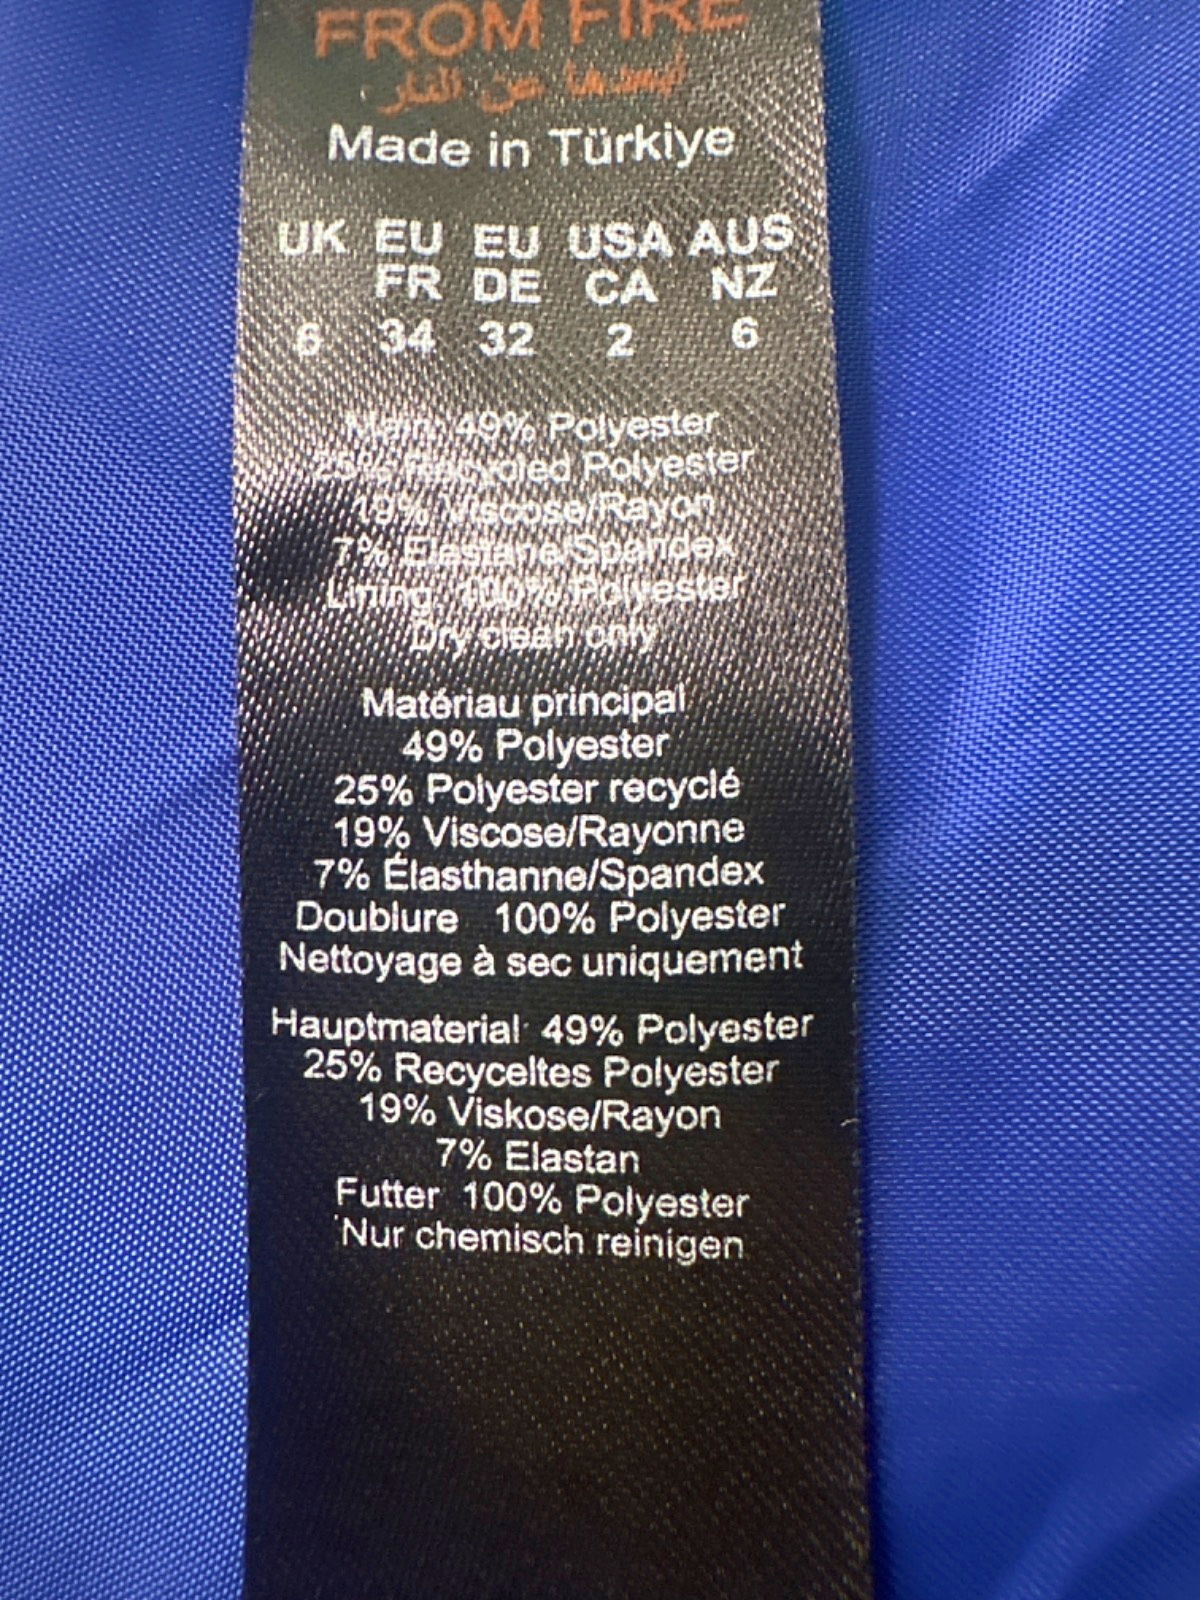 FROM FIRE
أبعدها عن النار
Made in Türkiye
UK EU EU USA AUS
FR DE CA NZ
6 34 32 2 6
Main: 49% Polyester
25% Recycled Polyester
19% Viscose/Rayon
7% Elastane/Spandex
Lining: 100% Polyester
Dry clean only
Matériau principal
49% Polyester
25% Polyester recyclé
19% Viscose/Rayonne
7% Élasthanne/Spandex
Doublure 100% Polyester
Nettoyage à sec uniquement
Hauptmaterial 49% Polyester
25% Recyceltes Polyester
19% Viskose/Rayon
7% Elastan
Futter 100% Polyester
Nur chemisch reinigen